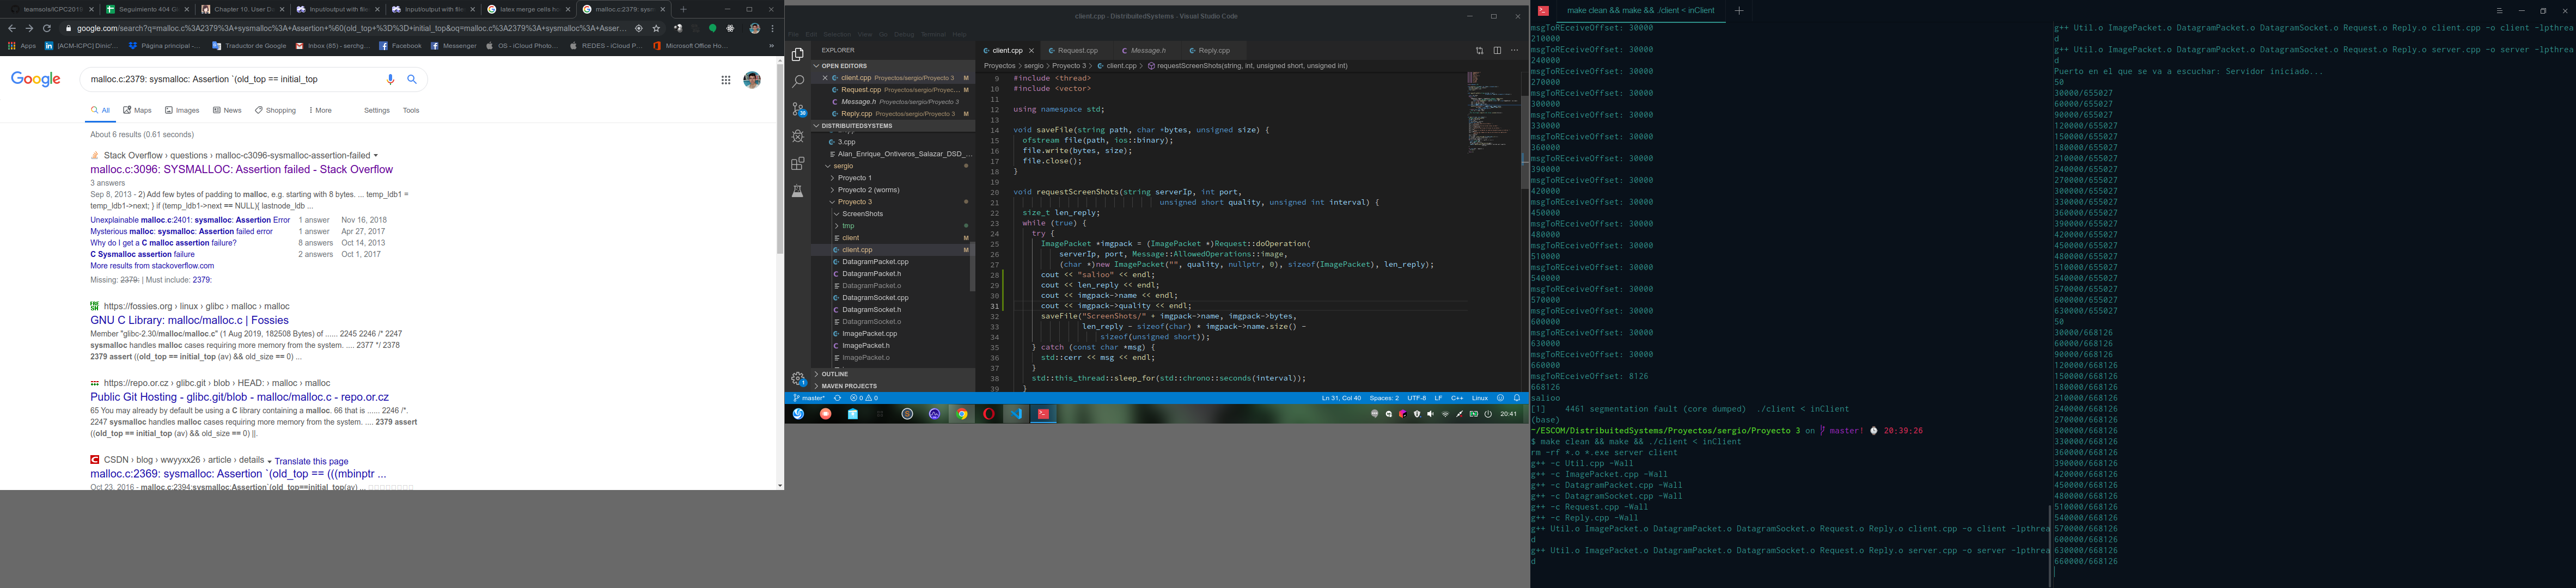 teamsols/ICPC2019
Seguimiento 404 G
Chapter 10. User D
Input/output with file
Input/output with file
latex merge cells ho
malloc.c:2379: sysm
google.com/search?q=malloc.c%3A2379%3A+sysmalloc%3A+Assertion+%60(old_top+%3D%3D+initial_top&oq=malloc.c%3A2379%3A+sysmalloc%3A+Asser...
Apps
[ACM-ICPC] Dinic'...
Página principal -...
Traductor de Google
Inbox (85) - serchg...
Facebook
Messenger
OS - iCloud Photo...
REDES - iCloud P...
Microsoft Office Ho...
Google
malloc.c:2379: sysmalloc: Assertion `(old_top == initial_top
All
Maps
Images
News
Shopping
More
Settings
Tools
About 6 results (0.61 seconds)
Stack Overflow › questions › malloc-c3096-sysmalloc-assertion-failed
malloc.c:3096: SYSMALLOC: Assertion failed - Stack Overflow
3 answers
Sep 8, 2013 - 2) Add few bytes of padding to malloc, e.g. starting with 8 bytes. ... temp_ldb1 =
temp_ldb1->next; } if (temp_ldb1->next == NULL){ lastnode_ldb ...
Unexplainable malloc.c:2401: sysmalloc: Assertion Error 1 answer Nov 16, 2018
Mysterious malloc: sysmalloc: Assertion failed error 1 answer Apr 27, 2017
Why do I get a C malloc assertion failure? 8 answers Oct 14, 2013
C Sysmalloc assertion failure 2 answers Oct 1, 2017
More results from stackoverflow.com
Missing: 2379: | Must include: 2379:
https://fossies.org › linux › glibc › malloc › malloc
GNU C Library: malloc/malloc.c | Fossies
Member "glibc-2.30/malloc/malloc.c" (1 Aug 2019, 182508 Bytes) of ...... 2245 2246 /* 2247
sysmalloc handles malloc cases requiring more memory from the system. .... 2377 */ 2378
2379 assert ((old_top == initial_top (av) && old_size == 0) ...
https://repo.or.cz › glibc.git › blob › HEAD: › malloc › malloc
Public Git Hosting - glibc.git/blob - malloc/malloc.c - repo.or.cz
65 You may already by default be using a C library containing a malloc. 66 that is ...... 2246 /*.
2247 sysmalloc handles malloc cases requiring more memory from the system. .... 2379 assert
((old_top == initial_top (av) && old_size == 0) ||.
CSDN › blog › wwyyxx26 › article › details
Translate this page
malloc.c:2369: sysmalloc: Assertion `(old_top == (((mbinptr ...
Oct 23, 2016 - malloc.c:2394:sysmalloc:Assertion`(old_top==initial_top(av) ...
client.cpp - DistributedSystems - Visual Studio Code
File Edit Selection View Go Debug Terminal Help
EXPLORER
OPEN EDITORS
client.cpp Proyectos/sergio/Proyecto 3 M
Request.cpp Proyectos/sergio/Proyec... M
Message.h Proyectos/sergio/Proyecto 3
Reply.cpp Proyectos/sergio/Proyecto 3 M
DISTRIBUITEDSYSTEMS
3.cpp
Alan_Enrique_Ontiveros_Salazar_DSD_...
sergio
Proyecto 1
Proyecto 2 (worms)
Proyecto 3
ScreenShots
tmp
client M
client.cpp M
DatagramPacket.cpp
DatagramPacket.h
DatagramPacket.o
DatagramSocket.cpp
DatagramSocket.h
DatagramSocket.o
ImagePacket.cpp
ImagePacket.h
ImagePacket.o
OUTLINE
MAVEN PROJECTS
client.cpp
Request.cpp
Message.h
Reply.cpp
Proyectos › sergio › Proyecto 3 › client.cpp › requestScreenShots(string, int, unsigned short, unsigned int)
9 #include <thread>
10 #include <vector>
11
12 using namespace std;
13
14 void saveFile(string path, char *bytes, unsigned size) {
15 ofstream file(path, ios::binary);
16 file.write(bytes, size);
17 file.close();
18 }
19
20 void requestScreenShots(string serverIp, int port,
21 unsigned short quality, unsigned int interval) {
22 size_t len_reply;
23 while (true) {
24 try {
25 ImagePacket *imgpack = (ImagePacket *)Request::doOperation(
26 serverIp, port, Message::AllowedOperations::image,
27 (char *)new ImagePacket("", quality, nullptr, 0), sizeof(ImagePacket), len_reply);
28 cout << "salioo" << endl;
29 cout << len_reply << endl;
30 cout << imgpack->name << endl;
31 cout << imgpack->quality << endl;
32 saveFile("ScreenShots/" + imgpack->name, imgpack->bytes,
33 len_reply - sizeof(char) * imgpack->name.size() -
34 sizeof(unsigned short));
35 } catch (const char *msg) {
36 std::cerr << msg << endl;
37 }
38 std::this_thread::sleep_for(std::chrono::seconds(interval));
39 }
master*
0 0
Ln 31, Col 40
Spaces: 2
UTF-8
LF
C++
Linux
20:41
make clean && make && ./client < inClient
msgToREceiveOffset: 30000
210000
msgToREceiveOffset: 30000
240000
msgToREceiveOffset: 30000
270000
msgToREceiveOffset: 30000
300000
msgToREceiveOffset: 30000
330000
msgToREceiveOffset: 30000
360000
msgToREceiveOffset: 30000
390000
msgToREceiveOffset: 30000
420000
msgToREceiveOffset: 30000
450000
msgToREceiveOffset: 30000
480000
msgToREceiveOffset: 30000
510000
msgToREceiveOffset: 30000
540000
msgToREceiveOffset: 30000
570000
msgToREceiveOffset: 30000
600000
msgToREceiveOffset: 30000
630000
msgToREceiveOffset: 30000
660000
msgToREceiveOffset: 8126
668126
salioo
[1] 4461 segmentation fault (core dumped) ./client < inClient
(base)
~/ESCOM/DistribuitedSystems/Proyectos/sergio/Proyecto 3 on master! 20:39:26
$ make clean && make && ./client < inClient
rm -rf *.o *.exe server client
g++ -c Util.cpp -Wall
g++ -c ImagePacket.cpp -Wall
g++ -c DatagramPacket.cpp -Wall
g++ -c DatagramSocket.cpp -Wall
g++ -c Request.cpp -Wall
g++ -c Reply.cpp -Wall
g++ Util.o ImagePacket.o DatagramPacket.o DatagramSocket.o Request.o Reply.o client.cpp -o client -lpthrea
d
g++ Util.o ImagePacket.o DatagramPacket.o DatagramSocket.o Request.o Reply.o server.cpp -o server -lpthrea
d
g++ Util.o ImagePacket.o DatagramPacket.o DatagramSocket.o Request.o Reply.o client.cpp -o client -lpthrea
d
g++ Util.o ImagePacket.o DatagramPacket.o DatagramSocket.o Request.o Reply.o server.cpp -o server -lpthrea
d
Puerto en el que se va a escuchar: Servidor iniciado...
50
30000/655027
60000/655027
90000/655027
120000/655027
150000/655027
180000/655027
210000/655027
240000/655027
270000/655027
300000/655027
330000/655027
360000/655027
390000/655027
420000/655027
450000/655027
480000/655027
510000/655027
540000/655027
570000/655027
600000/655027
630000/655027
50
30000/668126
60000/668126
90000/668126
120000/668126
150000/668126
180000/668126
210000/668126
240000/668126
270000/668126
300000/668126
330000/668126
360000/668126
390000/668126
420000/668126
450000/668126
480000/668126
510000/668126
540000/668126
570000/668126
600000/668126
630000/668126
660000/668126